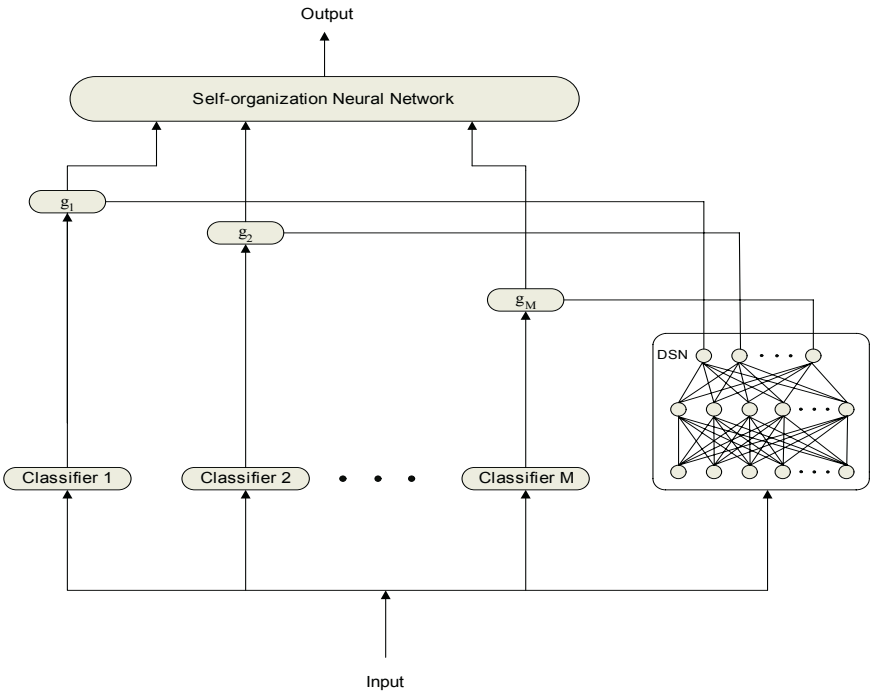 Output
Self-organization Neural Network
g1
g2
gM
DSN
Classifier 1
Classifier 2
Classifier M
Input